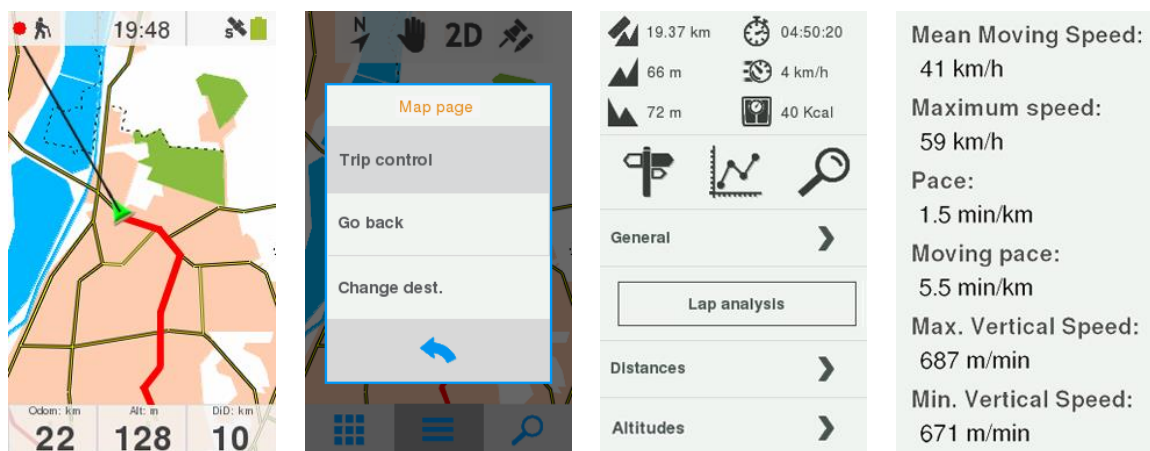 19:48
S
Odom: km
Alt: m
DiD: km
22
128
10
N
2D
Map page
Trip control
Go back
Change dest.
19.37 km
04:50:20
66 m
4 km/h
72 m
40 Kcal
General
Lap analysis
Distances
Altitudes
Mean Moving Speed:
41 km/h
Maximum speed:
59 km/h
Pace:
1.5 min/km
Moving pace:
5.5 min/km
Max. Vertical Speed:
687 m/min
Min. Vertical Speed:
671 m/min